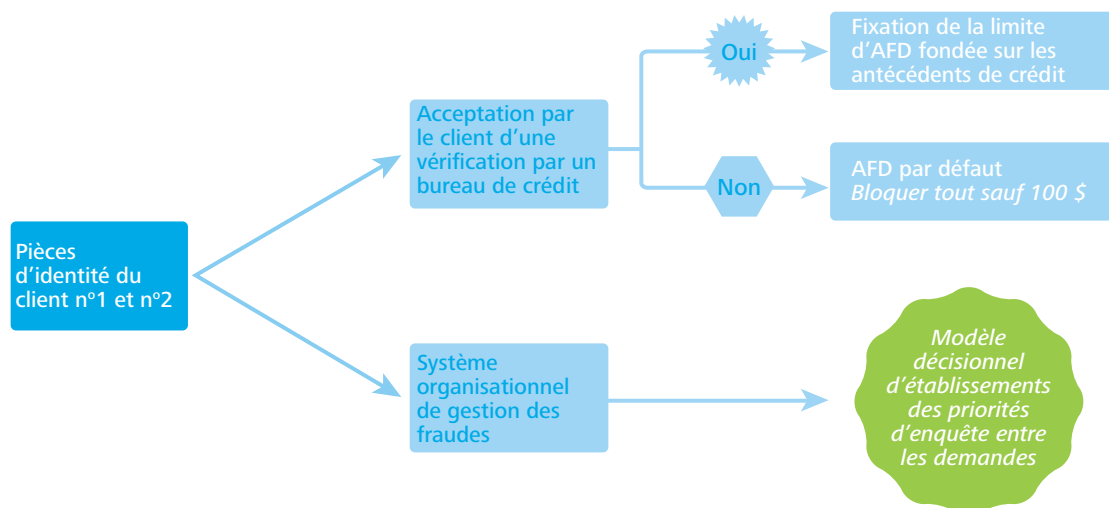 Pièces
d'identité du
client nº1 et nº2
Acceptation par
le client d'une
vérification par un
bureau de crédit
Oui
Fixation de la limite
d'AFD fondée sur les
antécédents de crédit
Non
AFD par défaut
Bloquer tout sauf 100 $
Système
organisationnel
de gestion des
fraudes
Modèle
décisionnel
d'établissements
des priorités
d'enquête entre
les demandes